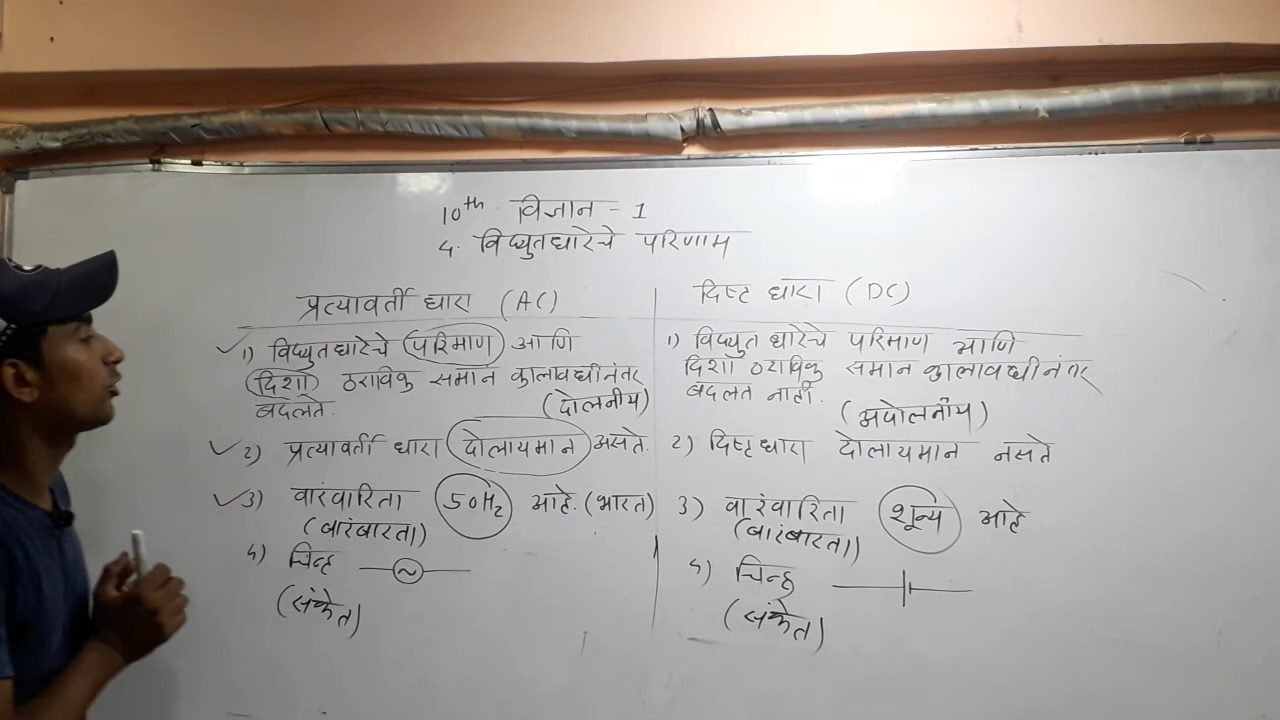 10th विज्ञान - 1
4. विद्युतधारेचे परिणाम
प्रत्यावर्ती धारा (AC)
1) विद्युतधारेचे परिमाण आणि
दिशा ठराविक समान कालावधीनंतर
बदलते.
(दोलनीय)
2) प्रत्यावर्ती धारा दोलायमान असते.
3) वारंवारिता 50Hz आहे. (भारत)
(बारंबारता)
4) चिन्ह
(संकेत)
दिष्ट धारा (DC)
1) विद्युत धारेचे परिमाण आणि
दिशा ठराविक समान कालावधीनंतर
बदलत नाही.
(अदोलनीय)
2) दिष्ट धारा दोलायमान नसते
3) वारंवारिता शून्य आहे
(बारंबारता)
4) चिन्ह
(संकेत)